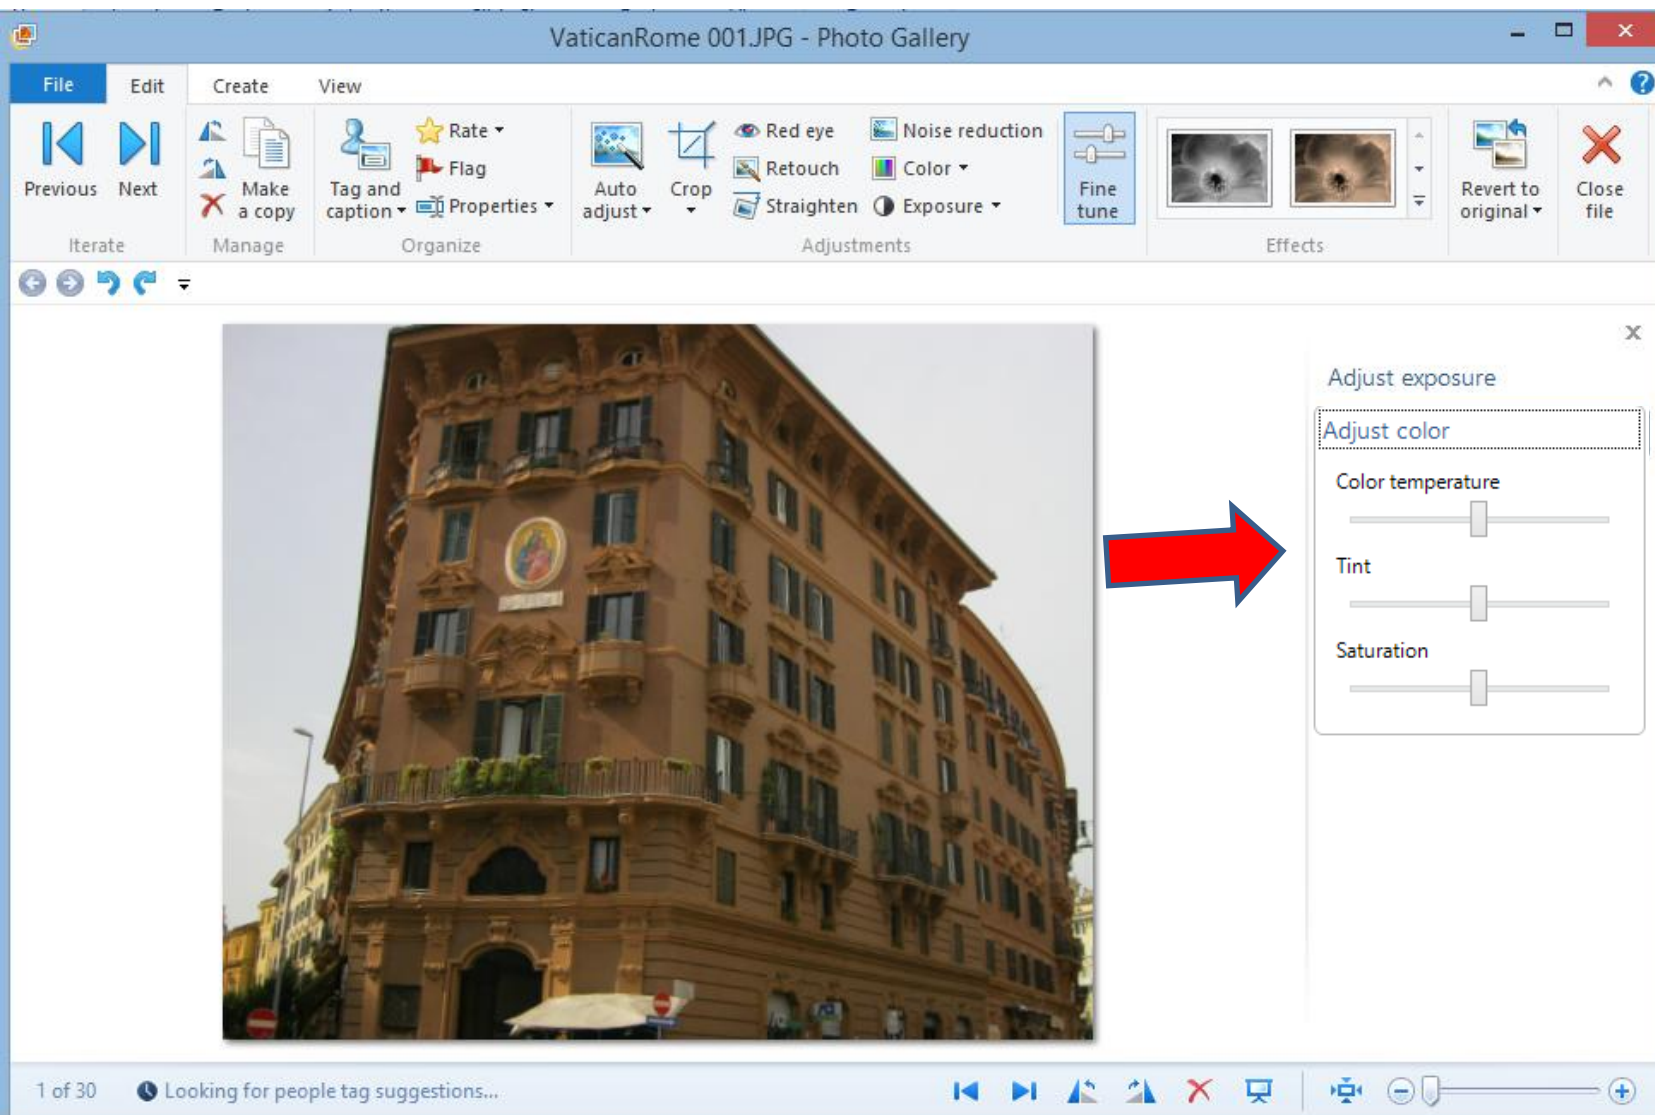 VaticanRome 001.JPG - Photo Gallery
File Edit Create View
Previous Next
Make a copy
Tag and caption
Rate
Flag
Properties
Auto adjust
Crop
Red eye
Retouch
Straighten
Noise reduction
Color
Exposure
Fine tune
Revert to original
Close file
Iterate Manage Organize Adjustments Effects
Adjust exposure
Adjust color
Color temperature
Tint
Saturation
1 of 30 Looking for people tag suggestions...